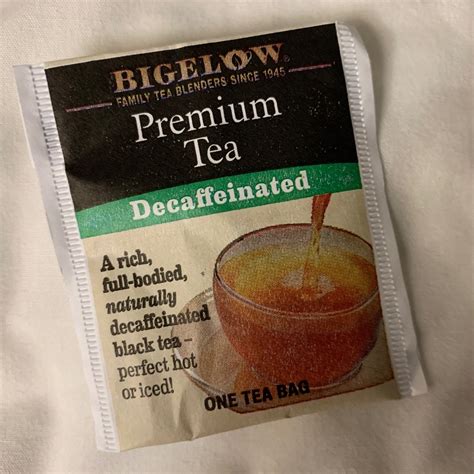 BIGELOW®
FAMILY TEA BLENDERS SINCE 1945
Premium
Tea
Decaffeinated
A rich,
full-bodied,
naturally
decaffeinated
black tea –
perfect hot
or iced!
ONE TEA BAG